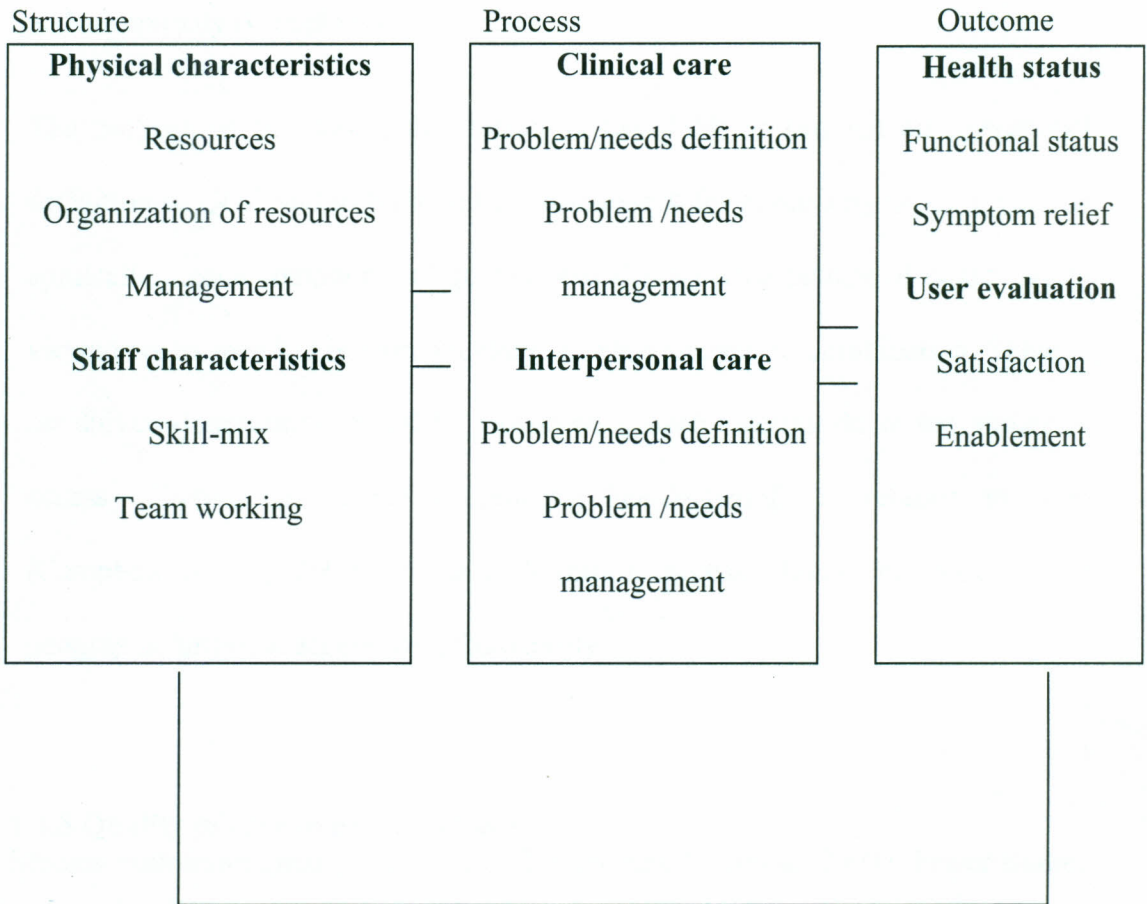 Structure
Physical characteristics
Resources
Organization of resources
Management
Staff characteristics
Skill-mix
Team working
Process
Clinical care
Problem/needs definition
Problem /needs
management
Interpersonal care
Problem/needs definition
Problem /needs
management
Outcome
Health status
Functional status
Symptom relief
User evaluation
Satisfaction
Enablement